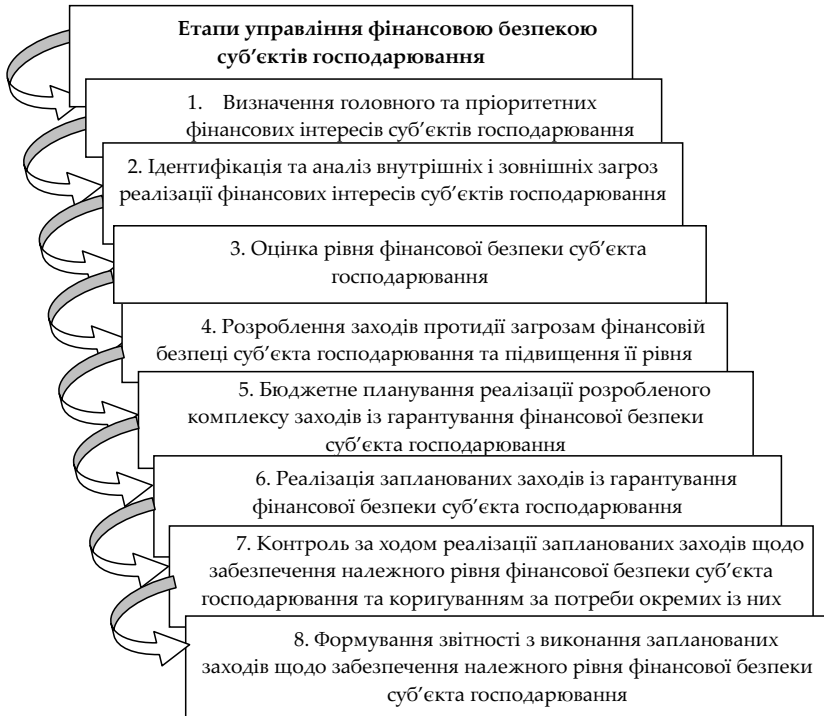 Етапи управління фінансовою безпекою
суб’єктів господарювання
1. Визначення головного та пріоритетних
фінансових інтересів суб’єктів господарювання
2. Ідентифікація та аналіз внутрішніх і зовнішніх загроз
реалізації фінансових інтересів суб’єктів господарювання
3. Оцінка рівня фінансової безпеки суб’єкта
господарювання
4. Розроблення заходів протидії загрозам фінансовій
безпеці суб’єкта господарювання та підвищення її рівня
5. Бюджетне планування реалізації розробленого
комплексу заходів із гарантування фінансової безпеки
суб’єкта господарювання
6. Реалізація запланованих заходів із гарантування
фінансової безпеки суб’єкта господарювання
7. Контроль за ходом реалізації запланованих заходів щодо
забезпечення належного рівня фінансової безпеки суб’єкта
господарювання та коригуванням за потреби окремих із них
8. Формування звітності з виконання запланованих
заходів щодо забезпечення належного рівня фінансової безпеки
суб’єкта господарювання